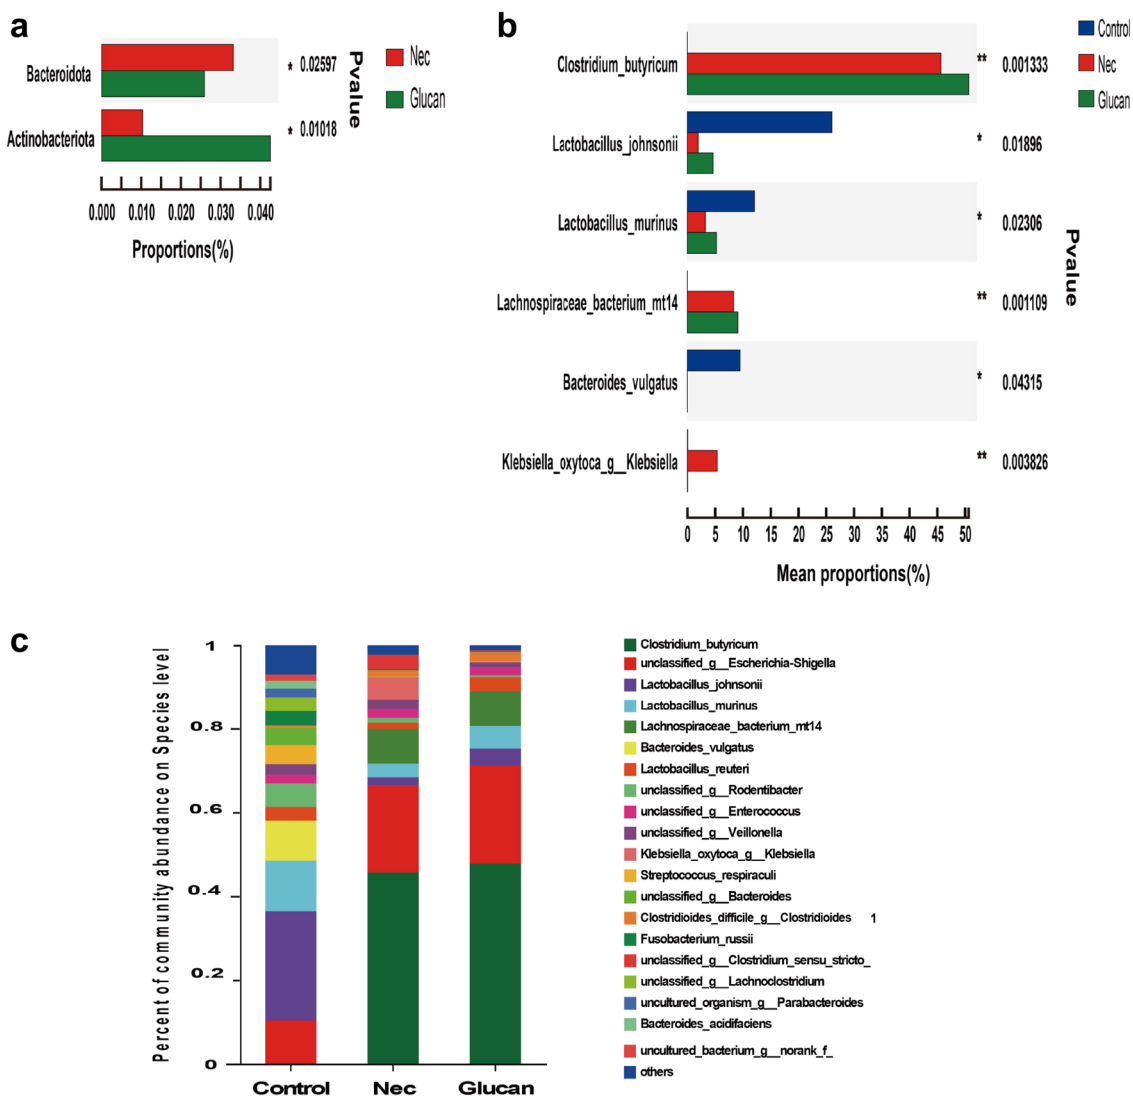 a
Bacteroidota
* 0.02597
Actinobacteriota
* 0.01018
Pvalue
Nec
Glucan
0.000 0.010 0.020 0.030 0.040
Proportions(%)
b
Control
Nec
Glucan
Clostridium_butyricum
** 0.001333
Lactobacillus_johnsonii
* 0.01896
Lactobacillus_murinus
* 0.02306
Lachnospiraceae_bacterium_mt14
** 0.001109
Bacteroides_vulgatus
* 0.04315
Klebsiella_oxytoca_g__Klebsiella
** 0.003826
Pvalue
0 5 10 15 20 25 30 35 40 45 50
Mean proportions(%)
c
Percent of community abundance on Species level
1
0.8
0.6
0.4
0.2
0
Control Nec Glucan
Clostridium_butyricum
unclassified_g__Escherichia-Shigella
Lactobacillus_johnsonii
Lactobacillus_murinus
Lachnospiraceae_bacterium_mt14
Bacteroides_vulgatus
Lactobacillus_reuteri
unclassified_g__Rodentibacter
unclassified_g__Enterococcus
unclassified_g__Veillonella
Klebsiella_oxytoca_g__Klebsiella
Streptococcus_respiraculi
unclassified_g__Bacteroides
Clostridioides_difficile_g__Clostridioides 1
Fusobacterium_russii
unclassified_g__Clostridium_sensu_stricto_
unclassified_g__Lachnoclostridium
uncultured_organism_g__Parabacteroides
Bacteroides_acidifaciens
uncultured_bacterium_g__norank_f_
others